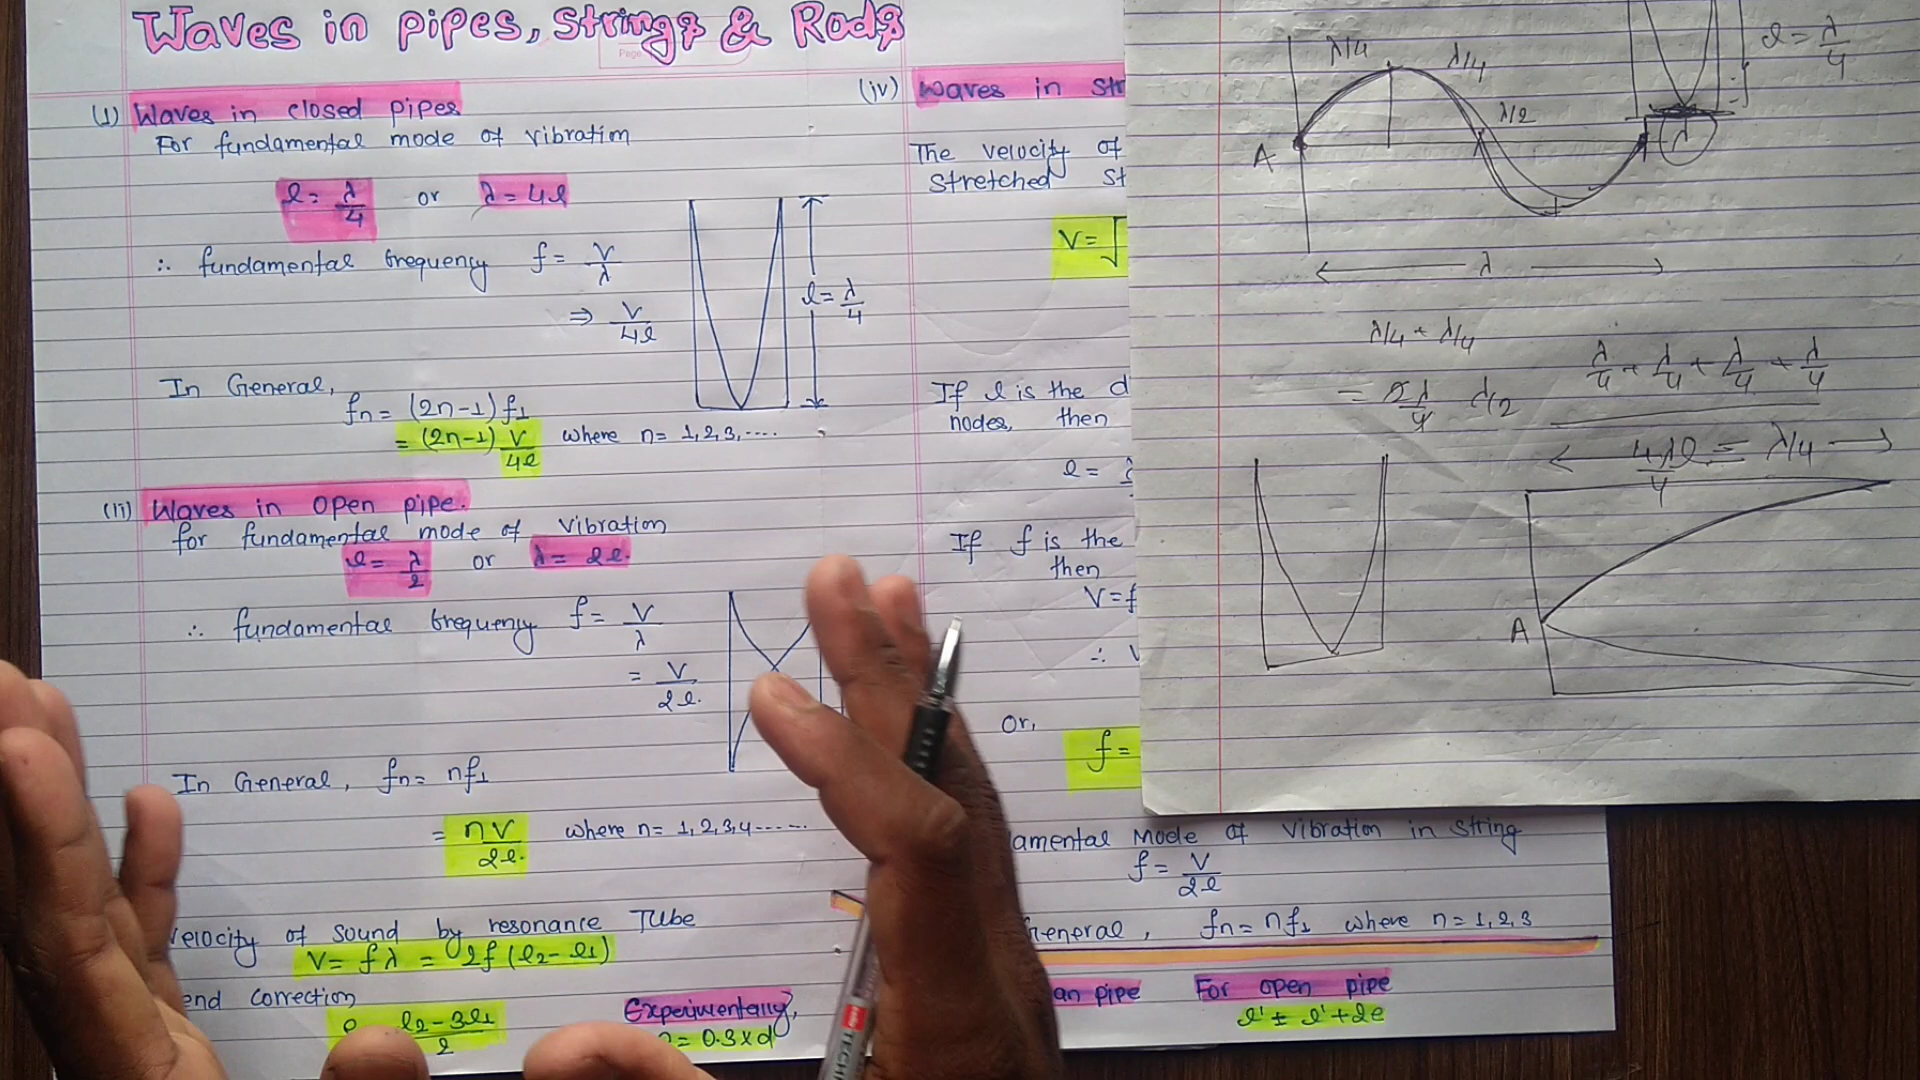 Waves in pipes, Strings & Rods
Page
(i) Waves in closed pipes
For fundamental mode of vibration
l = λ/4 or λ = 4l
∴ fundamental frequency f = V/λ
⇒ V/4l
l = λ/4
In General,
fn = (2n-1) f1
= (2n-1) V/4l where n = 1, 2, 3, ....
(ii) Waves in open pipe.
for fundamental mode of vibration
l = λ/2 or λ = 2l.
∴ fundamental frequency f = V/λ
= V/2l.
In General, fn = nf1
= nV/2l. where n = 1, 2, 3, 4 ------
velocity of sound by resonance Tube
V = fλ = 2f (l2 - l1)
end correction
l2 - 3l1/2
Experimentally,
= 0.3 x d
(iv) Waves in str
The velocity of
stretched st
V = √
If l is the d
nodes, then
l =
If f is the
then
V = f
∴ V
Or,
f =
amental Mode of vibration in string
f = V/2l
General, fn = nf1 where n = 1, 2, 3
an pipe For open pipe
l' ± l' + 2e
λ/4 λ/4
l = λ/4
λ/2
A
λ
λ
λ/4 + λ/4
= 2λ/4 λ/2
λ/4 + λ/4 + λ/4 + λ/4
l = λ/4
A
TECHN